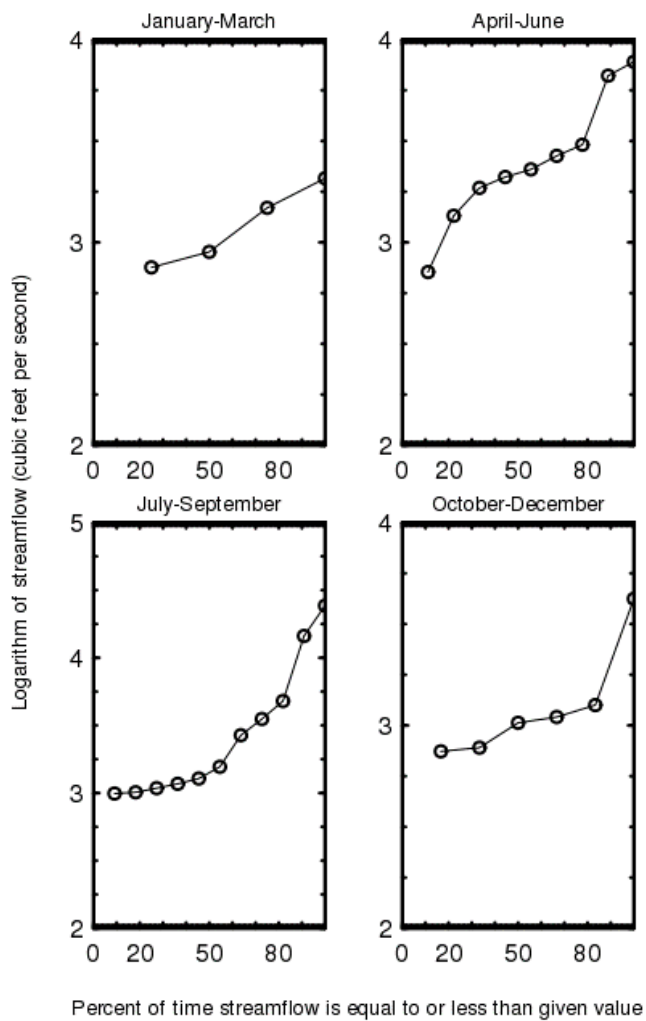 January-March
April-June
4
3
2
0 20 50 80
4
3
2
0 20 50 80
July-September
October-December
5
4
3
2
0 20 50 80
4
3
2
0 20 50 80
Logarithm of streamflow (cubic feet per second)
Percent of time streamflow is equal to or less than given value